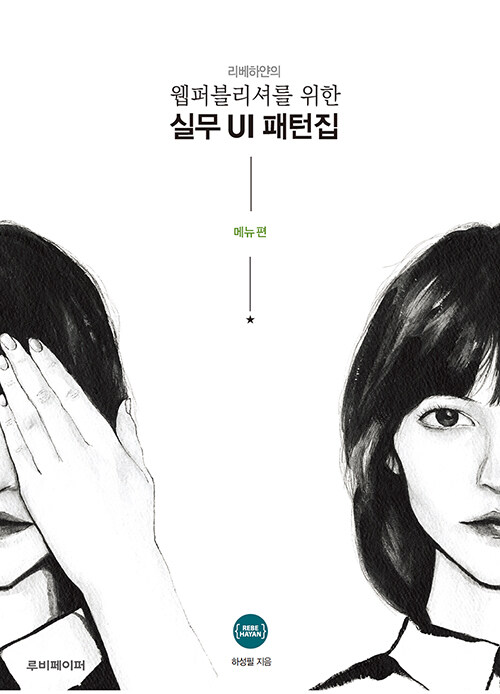 리베하얀의
웹퍼블리셔를 위한
실무 UI 패턴집
메뉴 편
REBE
HAYAN
루비페이퍼
하성필 지음